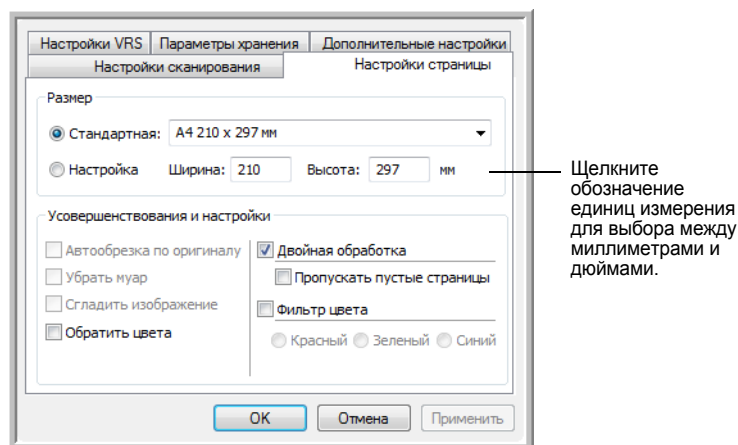 Настройки VRS Параметры хранения Дополнительные настройки
Настройки сканирования Настройки страницы
Размер
Стандартная: A4 210 x 297 мм
Настройка Ширина: 210 Высота: 297 мм
Щелкните
обозначение
единиц измерения
для выбора между
миллиметрами и
дюймами.
Усовершенствования и настройки
Автообрезка по оригиналу
Убрать муар
Сгладить изображение
Обратить цвета
Двойная обработка
Пропускать пустые страницы
Фильтр цвета
Красный Зеленый Синий
OK Отмена Применить